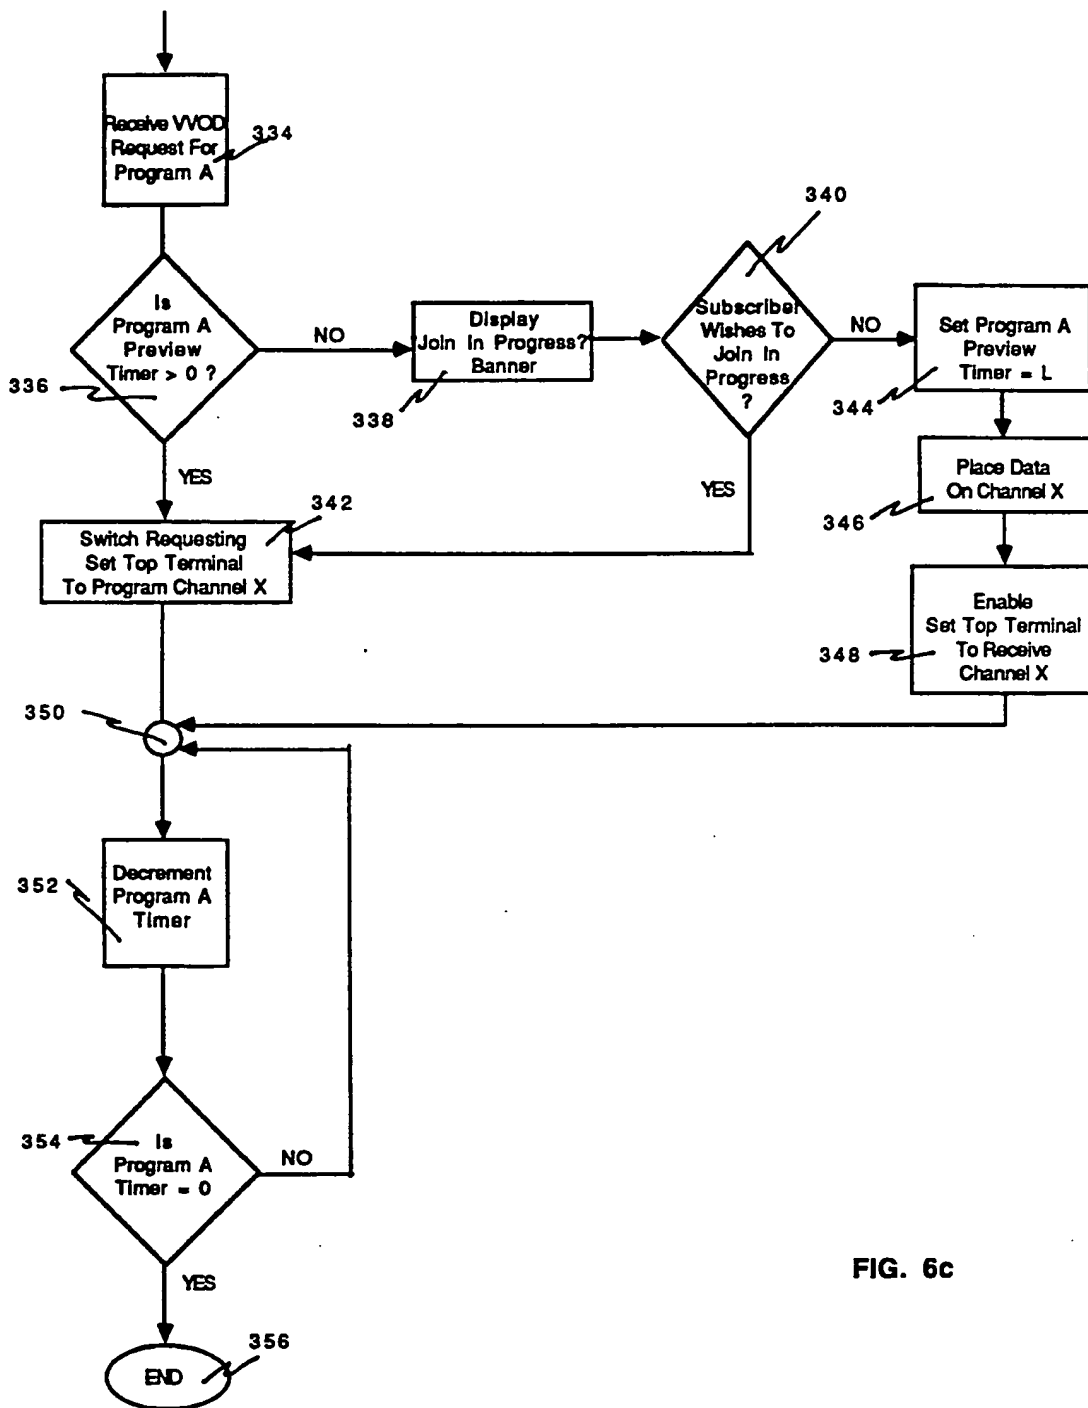 Receive VVOD
Request For
Program A
334
Is
Program A
Preview
Timer > 0 ?
336
NO
YES
Display
Join In Progress?
Banner
338
340
Subscriber
Wishes To
Join In
Progress
?
NO
YES
Set Program A
Preview
Timer = L
344
Place Data
On Channel X
346
Enable
Set Top Terminal
To Receive
Channel X
348
342
Switch Requesting
Set Top Terminal
To Program Channel X
350
Decrement
Program A
Timer
352
354
Is
Program A
Timer = 0
NO
YES
END
356
FIG. 6c